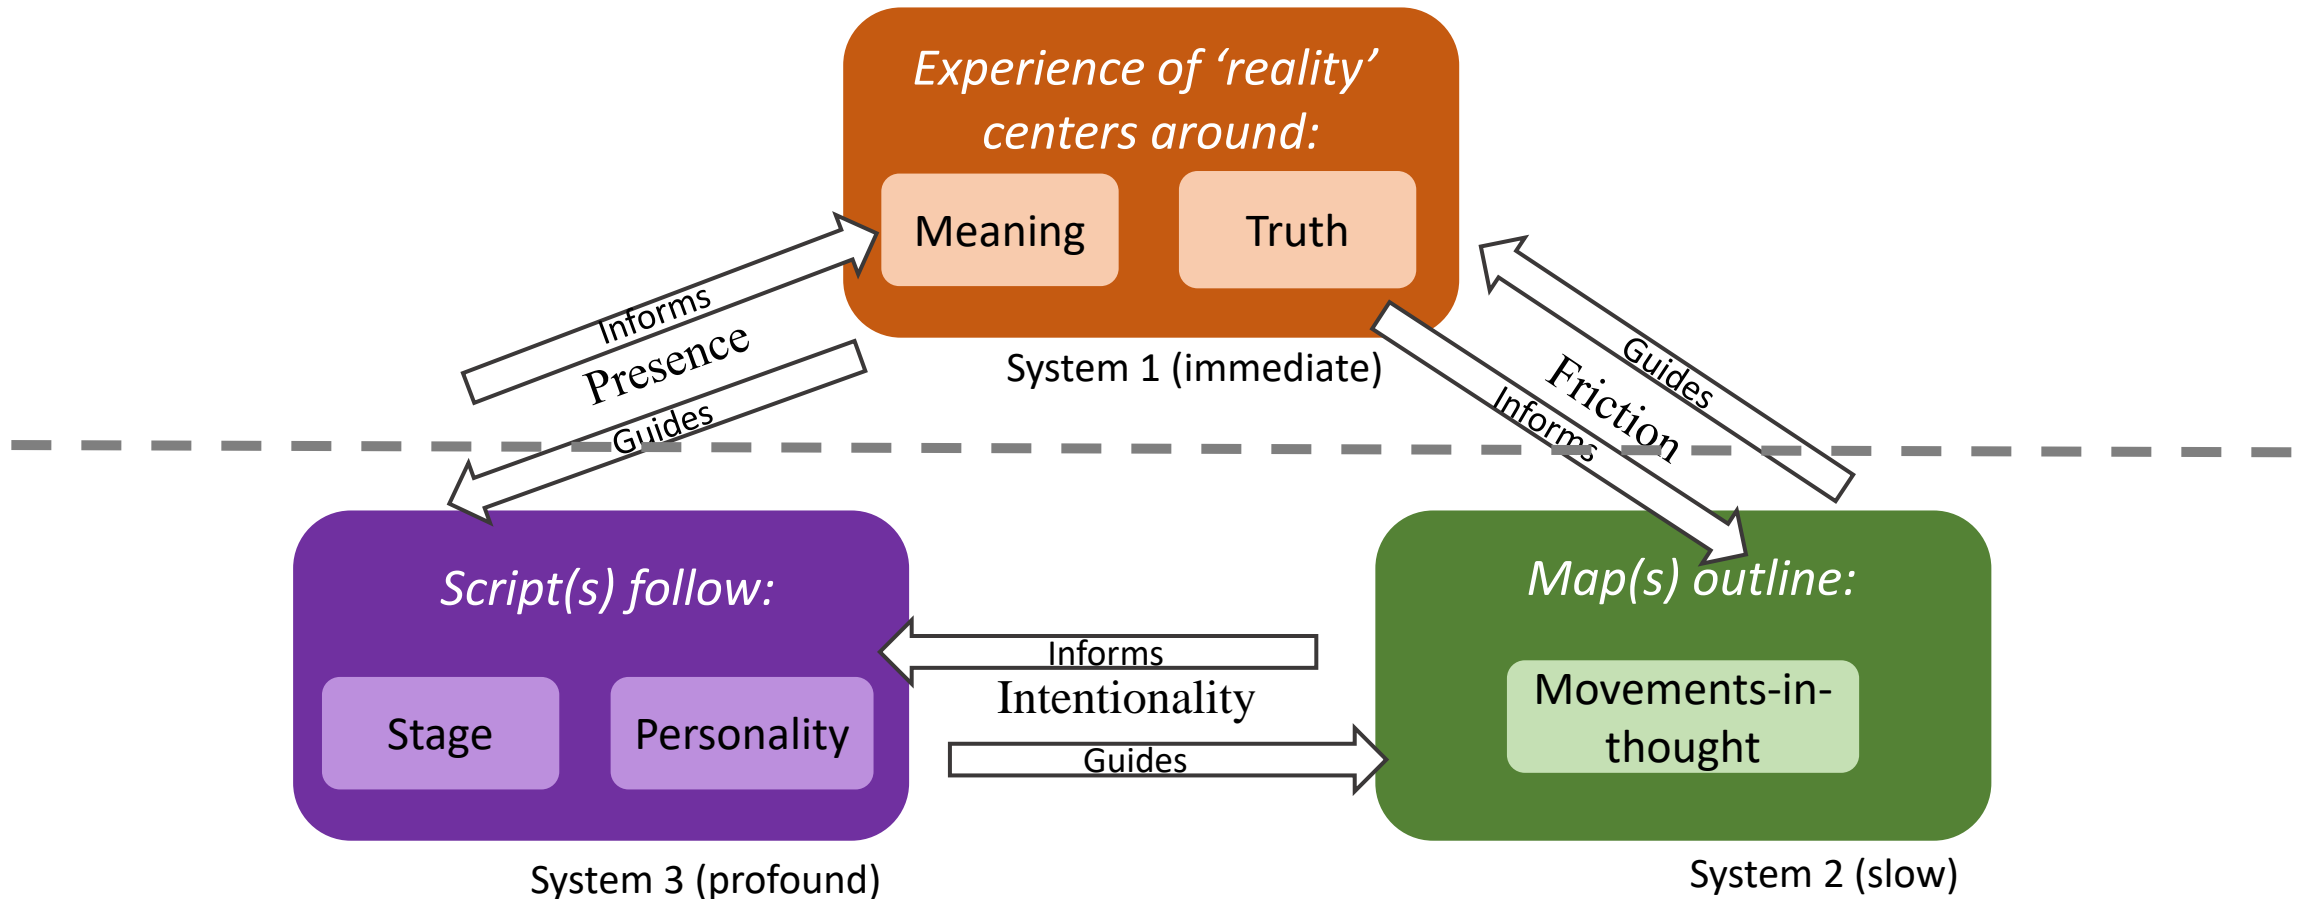 Experience of ‘reality’
centers around:
Meaning
Truth
System 1 (immediate)
Informs
Presence
Guides
Guides
Friction
Informs
Script(s) follow:
Stage
Personality
System 3 (profound)
Informs
Intentionality
Guides
Map(s) outline:
Movements-in-
thought
System 2 (slow)